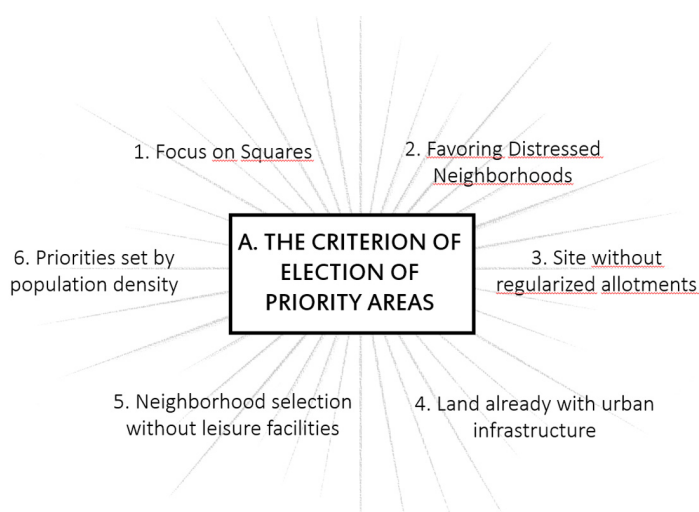 1. Focus on Squares
2. Favoring Distressed
Neighborhoods
A. THE CRITERION OF
ELECTION OF
PRIORITY AREAS
6. Priorities set by
population density
3. Site without
regularized allotments
5. Neighborhood selection
without leisure facilities
4. Land already with urban
infrastructure